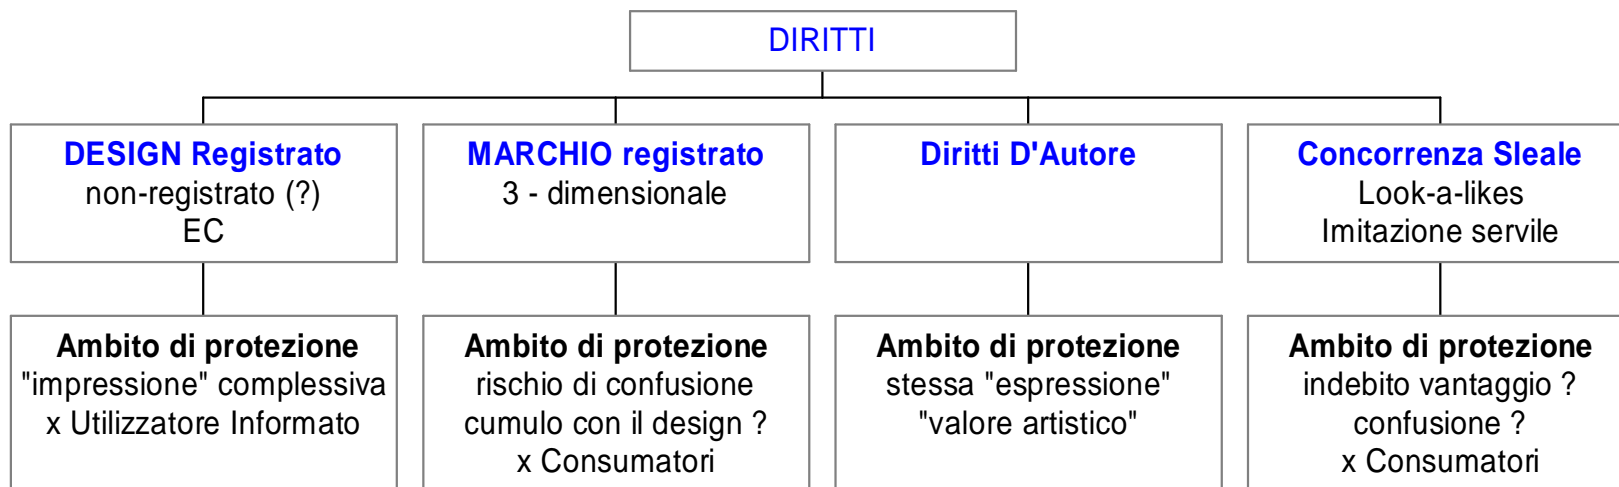 DIRITTI
DESIGN Registrato
non-registrato (?)
EC
MARCHIO registrato
3 - dimensionale
Diritti D'Autore
Concorrenza Sleale
Look-a-likes
Imitazione servile
Ambito di protezione
"impressione" complessiva
x Utilizzatore Informato
Ambito di protezione
rischio di confusione
cumulo con il design ?
x Consumatori
Ambito di protezione
stessa "espressione"
"valore artistico"
Ambito di protezione
indebito vantaggio ?
confusione ?
x Consumatori